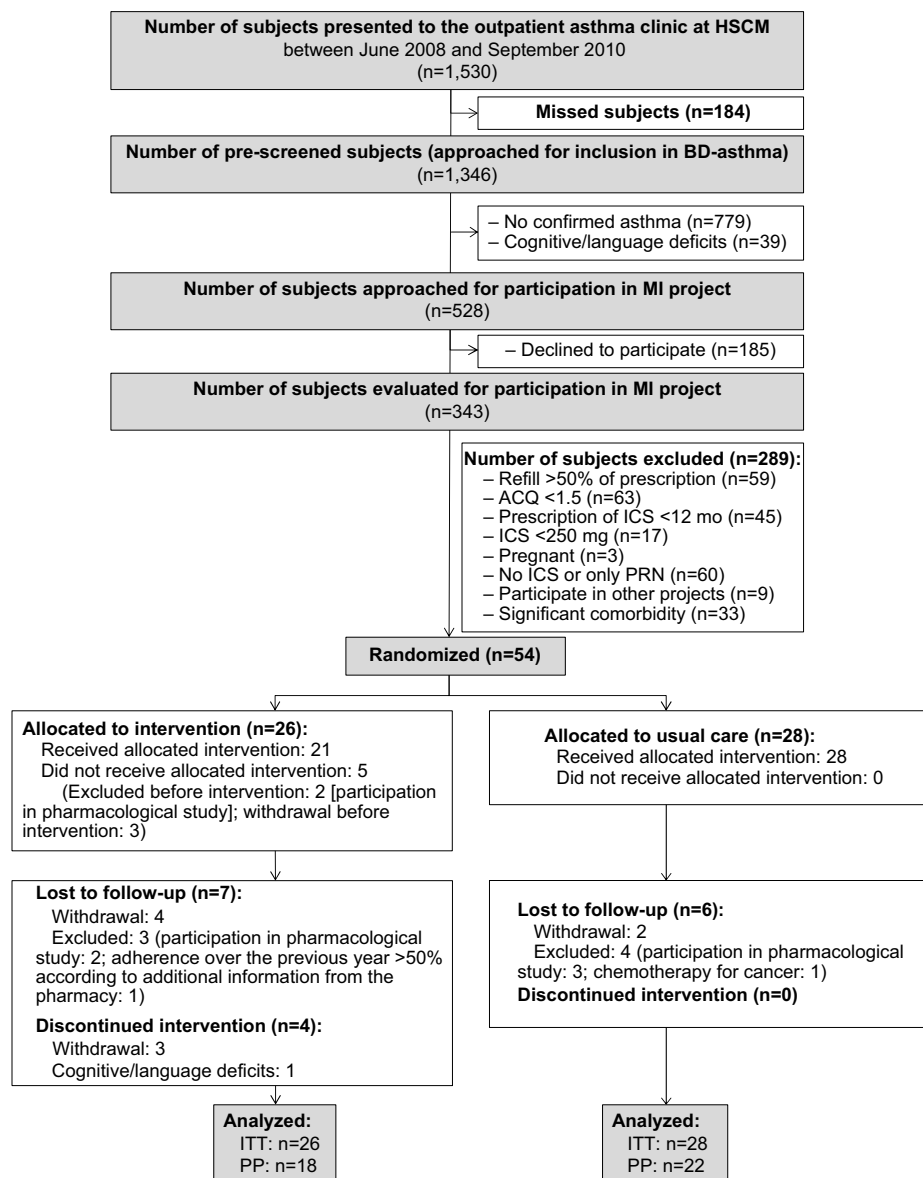 Number of subjects presented to the outpatient asthma clinic at HSCM
between June 2008 and September 2010
(n=1,530)
Missed subjects (n=184)
Number of pre-screened subjects (approached for inclusion in BD-asthma)
(n=1,346)
– No confirmed asthma (n=779)
– Cognitive/language deficits (n=39)
Number of subjects approached for participation in MI project
(n=528)
– Declined to participate (n=185)
Number of subjects evaluated for participation in MI project
(n=343)
Number of subjects excluded (n=289):
– Refill >50% of prescription (n=59)
– ACQ <1.5 (n=63)
– Prescription of ICS <12 mo (n=45)
– ICS <250 mg (n=17)
– Pregnant (n=3)
– No ICS or only PRN (n=60)
– Participate in other projects (n=9)
– Significant comorbidity (n=33)
Randomized (n=54)
Allocated to intervention (n=26):
Received allocated intervention: 21
Did not receive allocated intervention: 5
(Excluded before intervention: 2 [participation
in pharmacological study]; withdrawal before
intervention: 3)
Allocated to usual care (n=28):
Received allocated intervention: 28
Did not receive allocated intervention: 0
Lost to follow-up (n=7):
Withdrawal: 4
Excluded: 3 (participation in pharmacological
study: 2; adherence over the previous year >50%
according to additional information from the
pharmacy: 1)
Discontinued intervention (n=4):
Withdrawal: 3
Cognitive/language deficits: 1
Lost to follow-up (n=6):
Withdrawal: 2
Excluded: 4 (participation in pharmacological
study: 3; chemotherapy for cancer: 1)
Discontinued intervention (n=0)
Analyzed:
ITT: n=26
PP: n=18
Analyzed:
ITT: n=28
PP: n=22